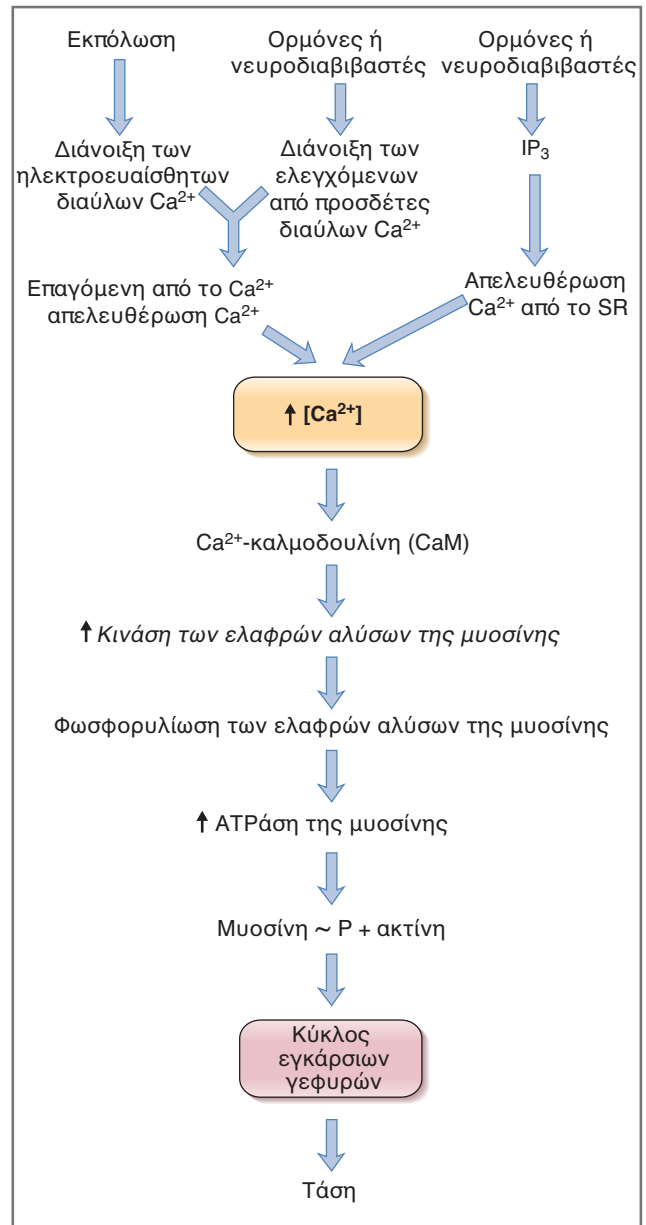 Εκπόλωση
Ορμόνες ή
νευροδιαβιβαστές
Ορμόνες ή
νευροδιαβιβαστές
Διάνοιξη των
ηλεκτροευαίσθητων
διαύλων Ca²⁺
Διάνοιξη των
ελεγχόμενων
από προσδέτες
διαύλων Ca²⁺
IP₃
Επαγόμενη από το Ca²⁺
απελευθέρωση Ca²⁺
Απελευθέρωση
Ca²⁺ από το SR
↑ [Ca²⁺]
Ca²⁺-καλμοδουλίνη (CaM)
↑ Κινάση των ελαφρών αλύσων της μυοσίνης
Φωσφορυλίωση των ελαφρών αλύσων της μυοσίνης
↑ ATPάση της μυοσίνης
Μυοσίνη ~ P + ακτίνη
Κύκλος
εγκάρσιων
γεφυρών
Τάση